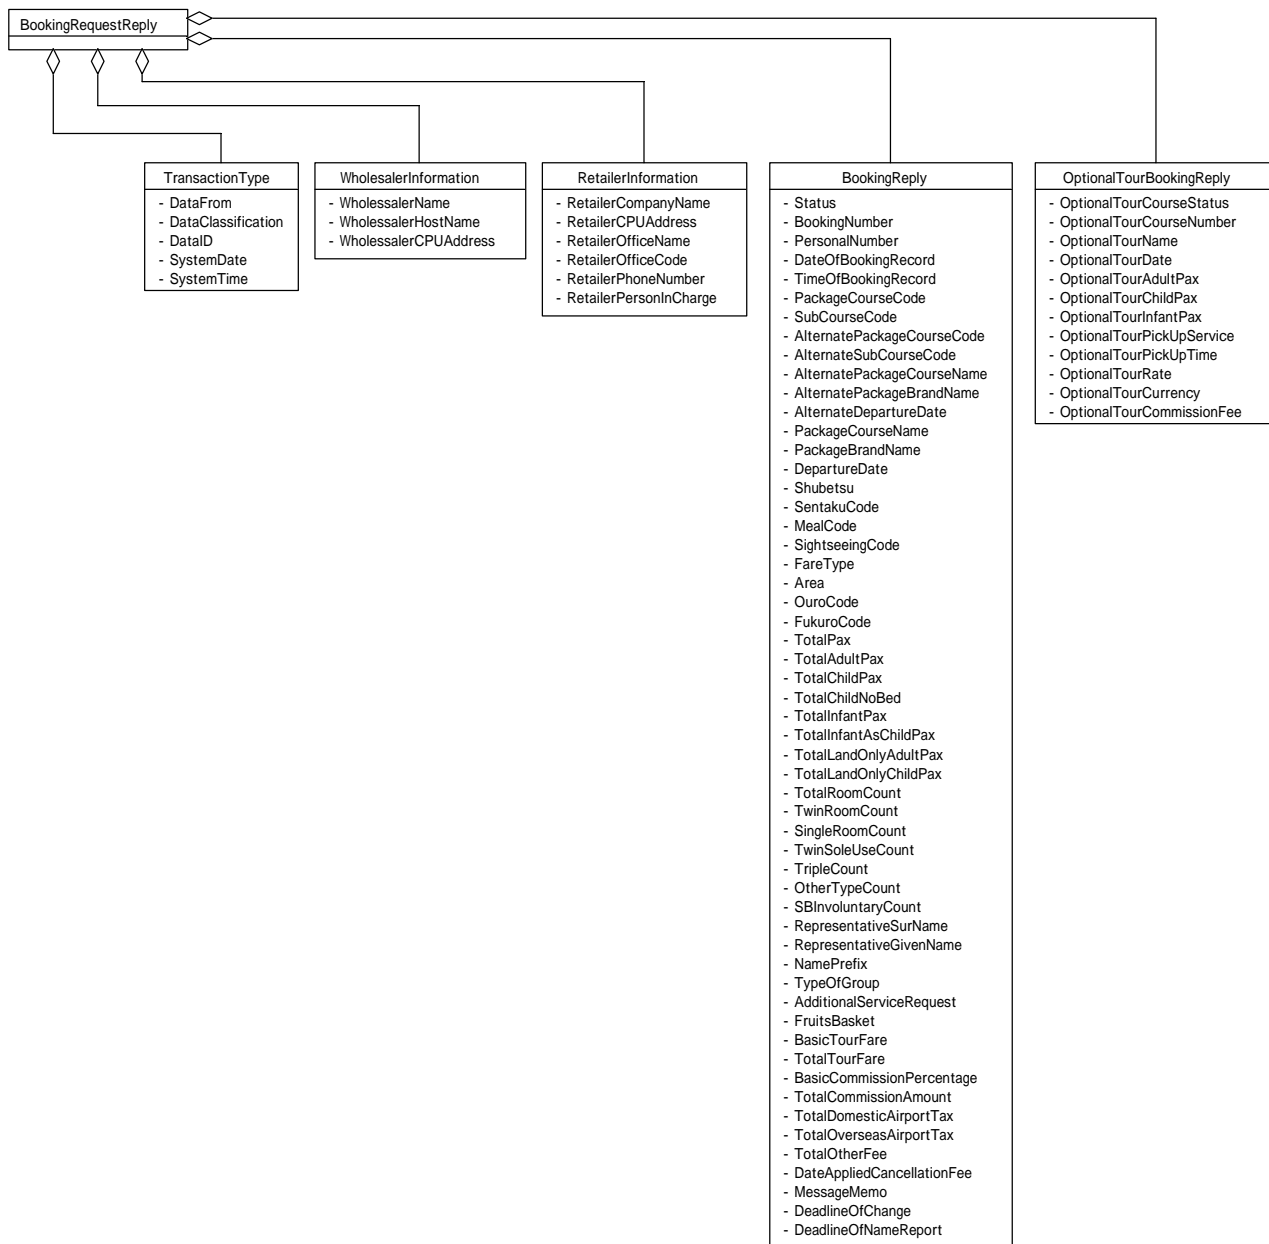 BookingRequestReply
TransactionType
- DataFrom
- DataClassification
- DataID
- SystemDate
- SystemTime
WholesalerInformation
- WholessalerName
- WholessalerHostName
- WholessalerCPUAddress
RetailerInformation
- RetailerCompanyName
- RetailerCPUAddress
- RetailerOfficeName
- RetailerOfficeCode
- RetailerPhoneNumber
- RetailerPersonInCharge
BookingReply
- Status
- BookingNumber
- PersonalNumber
- DateOfBookingRecord
- TimeOfBookingRecord
- PackageCourseCode
- SubCourseCode
- AlternatePackageCourseCode
- AlternateSubCourseCode
- AlternatePackageCourseName
- AlternatePackageBrandName
- AlternateDepartureDate
- PackageCourseName
- PackageBrandName
- DepartureDate
- Shubetsu
- SentakuCode
- MealCode
- SightseeingCode
- FareType
- Area
- OuroCode
- FukuroCode
- TotalPax
- TotalAdultPax
- TotalChildPax
- TotalChildNoBed
- TotalInfantPax
- TotalInfantAsChildPax
- TotalLandOnlyAdultPax
- TotalLandOnlyChildPax
- TotalRoomCount
- TwinRoomCount
- SingleRoomCount
- TwinSoleUseCount
- TripleCount
- OtherTypeCount
- SBInvoluntaryCount
- RepresentativeSurName
- RepresentativeGivenName
- NamePrefix
- TypeOfGroup
- AdditionalServiceRequest
- FruitsBasket
- BasicTourFare
- TotalTourFare
- BasicCommissionPercentage
- TotalCommissionAmount
- TotalDomesticAirportTax
- TotalOverseasAirportTax
- TotalOtherFee
- DateAppliedCancellationFee
- MessageMemo
- DeadlineOfChange
- DeadlineOfNameReport
OptionalTourBookingReply
- OptionalTourCourseStatus
- OptionalTourCourseNumber
- OptionalTourName
- OptionalTourDate
- OptionalTourAdultPax
- OptionalTourChildPax
- OptionalTourInfantPax
- OptionalTourPickUpService
- OptionalTourPickUpTime
- OptionalTourRate
- OptionalTourCurrency
- OptionalTourCommissionFee